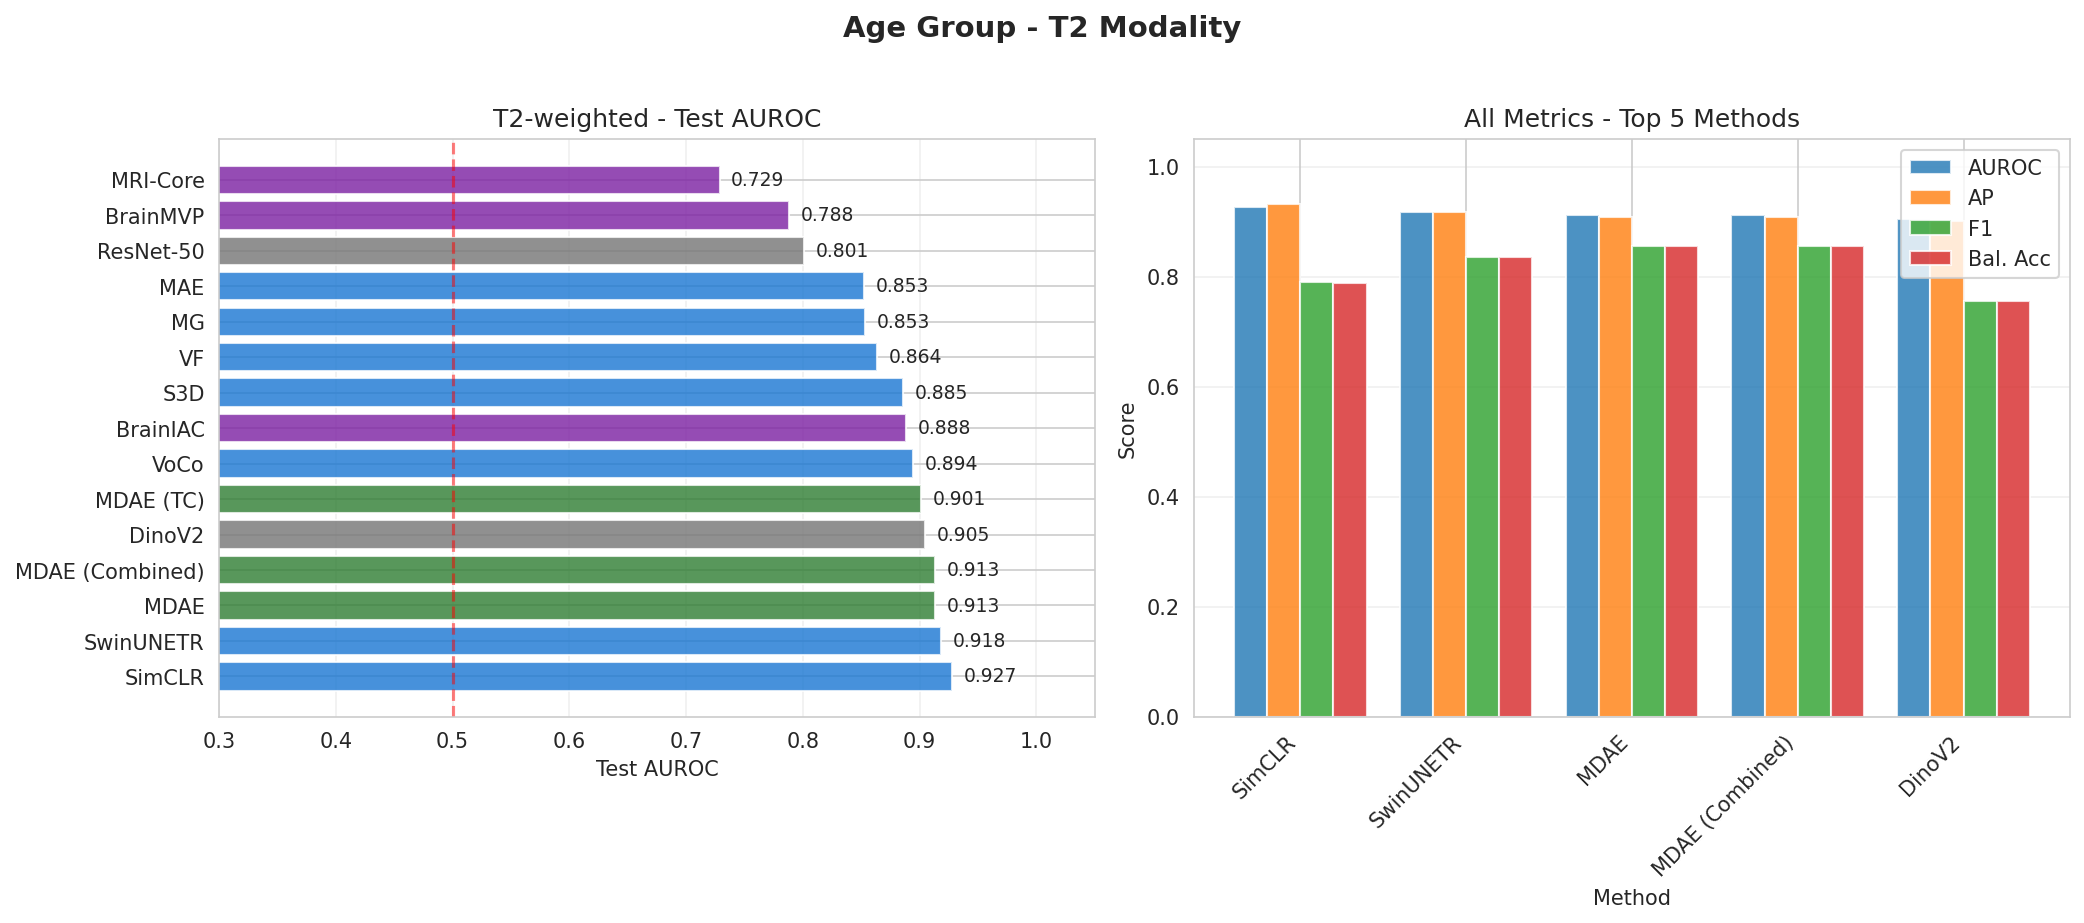 Age Group - T2 Modality
T2-weighted - Test AUROC
MRI-Core
0.729
BrainMVP
0.788
ResNet-50
0.801
MAE
0.853
MG
0.853
VF
0.864
S3D
0.885
BrainIAC
0.888
VoCo
0.894
MDAE (TC)
0.901
DinoV2
0.905
MDAE (Combined)
0.913
MDAE
0.913
SwinUNETR
0.918
SimCLR
0.927
0.3 0.4 0.5 0.6 0.7 0.8 0.9 1.0
Test AUROC
All Metrics - Top 5 Methods
AUROC
AP
F1
Bal. Acc
1.0
0.8
0.6
0.4
0.2
0.0
Score
SimCLR
SwinUNETR
MDAE
MDAE (Combined)
DinoV2
Method